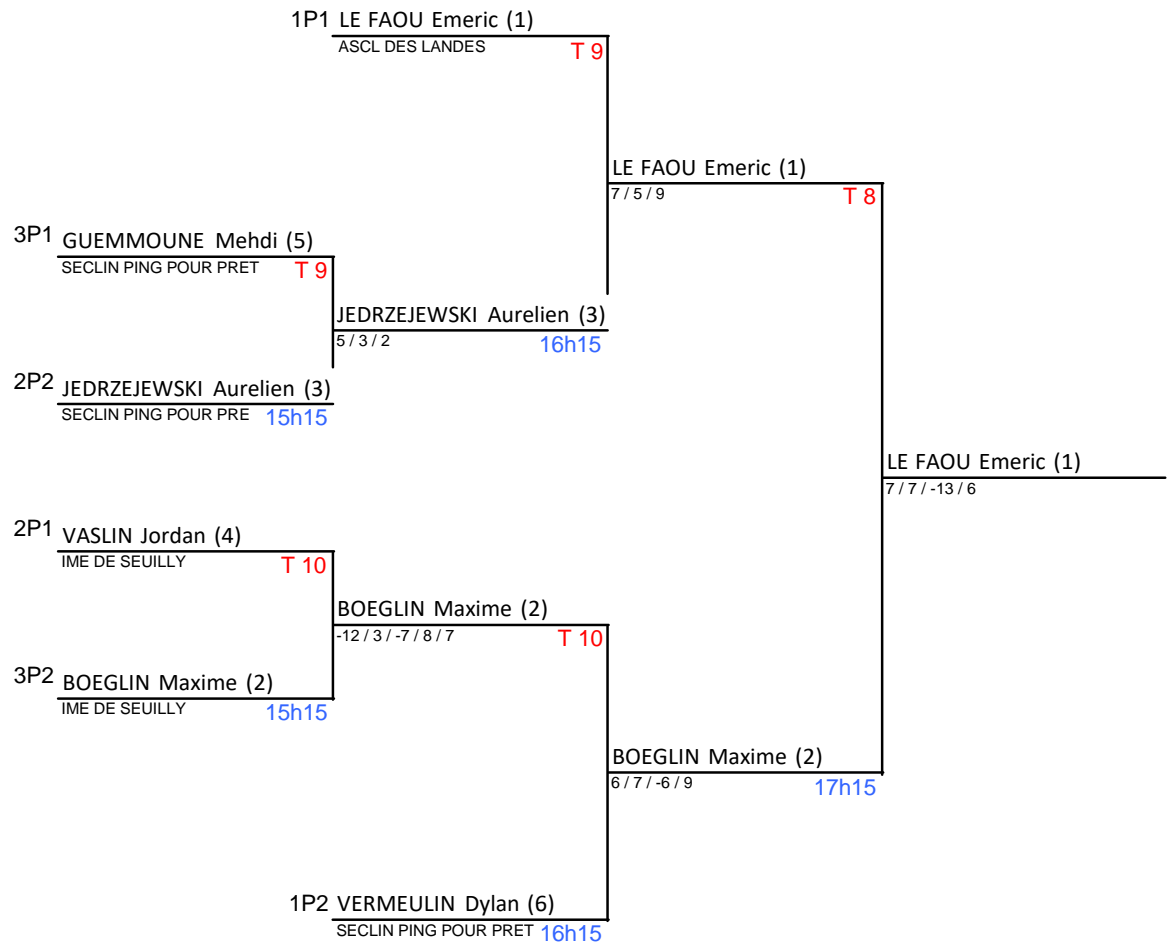 1P1 LE FAOU Emeric (1)
ASCL DES LANDES T 9
LE FAOU Emeric (1)
7 / 5 / 9 T 8
3P1 GUEMMOUNE Mehdi (5)
SECLIN PING POUR PRET T 9
JEDRZEJEWSKI Aurelien (3)
5 / 3 / 2 16h15
2P2 JEDRZEJEWSKI Aurelien (3)
SECLIN PING POUR PRE 15h15
LE FAOU Emeric (1)
7 / 7 / -13 / 6
2P1 VASLIN Jordan (4)
IME DE SEUILLY T 10
BOEGLIN Maxime (2)
-12 / 3 / -7 / 8 / 7 T 10
3P2 BOEGLIN Maxime (2)
IME DE SEUILLY 15h15
BOEGLIN Maxime (2)
6 / 7 / -6 / 9 17h15
1P2 VERMEULIN Dylan (6)
SECLIN PING POUR PRET 16h15